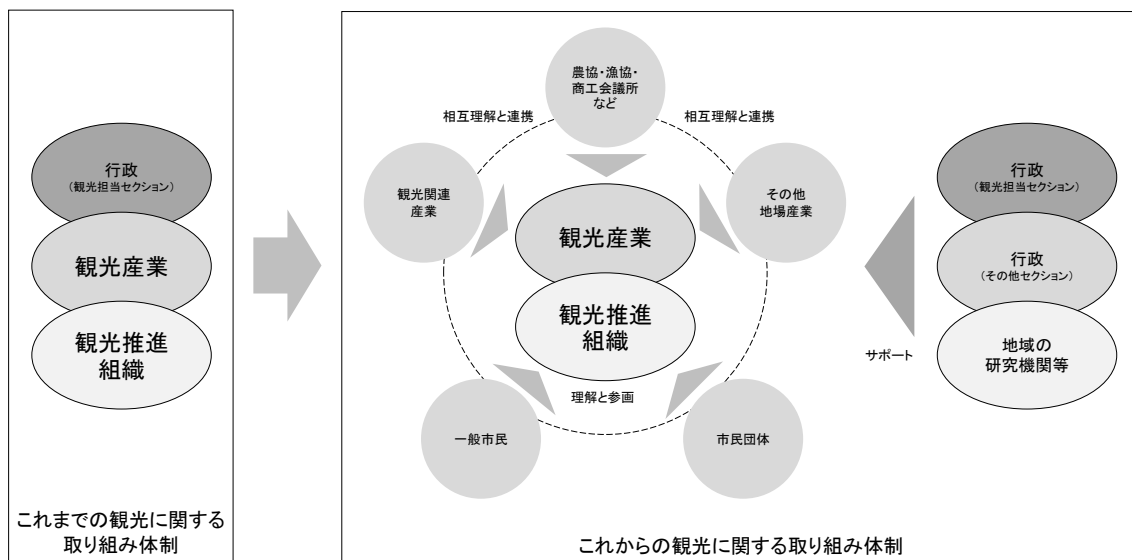 行政
（観光担当セクション）
観光産業
観光推進
組織
これまでの観光に関する
取り組み体制
農協・漁協・
商工会議所
など
相互理解と連携
相互理解と連携
観光関連
産業
その他
地場産業
観光産業
観光推進
組織
理解と参画
一般市民
市民団体
サポート
行政
（観光担当セクション）
行政
（その他セクション）
地域の
研究機関等
これからの観光に関する取り組み体制